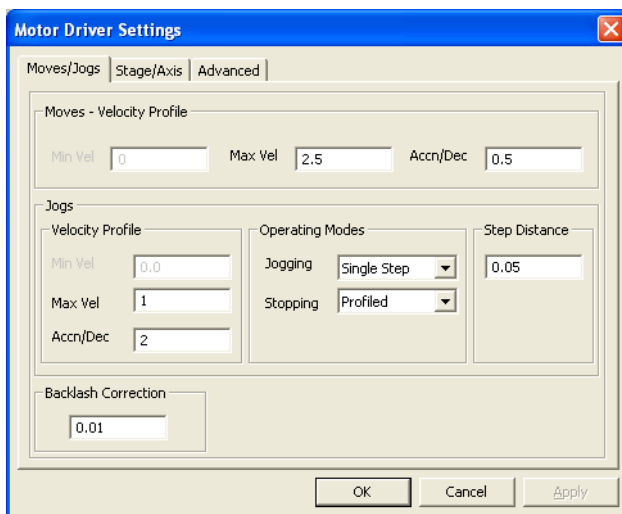 Motor Driver Settings
Moves/Jogs Stage/Axis Advanced
Moves - Velocity Profile
Min Vel 0 Max Vel 2.5 Accn/Dec 0.5
Jogs
Velocity Profile Operating Modes Step Distance
Min Vel 0.0 Jogging Single Step 0.05
Max Vel 1 Stopping Profiled
Accn/Dec 2
Backlash Correction
0.01
OK Cancel Apply